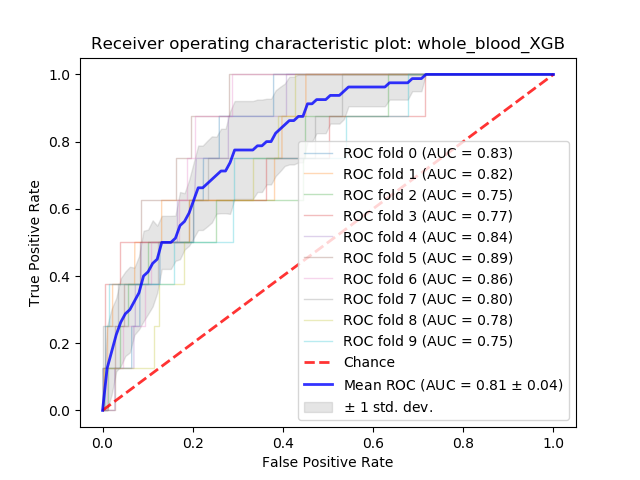 Receiver operating characteristic plot: whole_blood_XGB
True Positive Rate
1.0
0.8
0.6
0.4
0.2
0.0
ROC fold 0 (AUC = 0.83)
ROC fold 1 (AUC = 0.82)
ROC fold 2 (AUC = 0.75)
ROC fold 3 (AUC = 0.77)
ROC fold 4 (AUC = 0.84)
ROC fold 5 (AUC = 0.89)
ROC fold 6 (AUC = 0.86)
ROC fold 7 (AUC = 0.80)
ROC fold 8 (AUC = 0.78)
ROC fold 9 (AUC = 0.75)
Chance
Mean ROC (AUC = 0.81 ± 0.04)
± 1 std. dev.
0.0 0.2 0.4 0.6 0.8 1.0
False Positive Rate